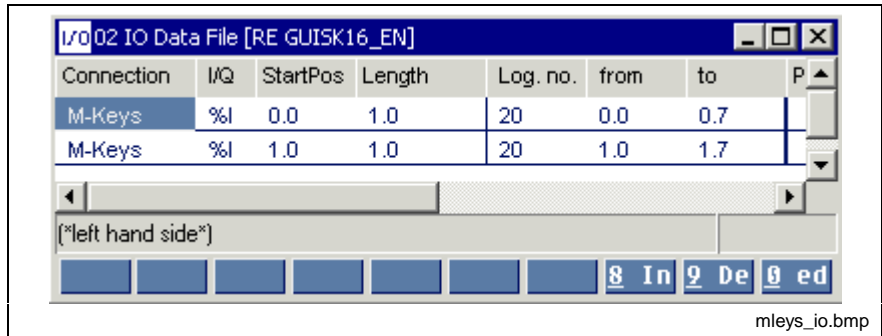 I/O 02 IO Data File [RE GUISK16_EN]
Connection I/Q StartPos Length Log. no. from to P
M-Keys %I 0.0 1.0 20 0.0 0.7
M-Keys %I 1.0 1.0 20 1.0 1.7
(*left hand side*)
8 In 9 De 0 ed
mleys_io.bmp